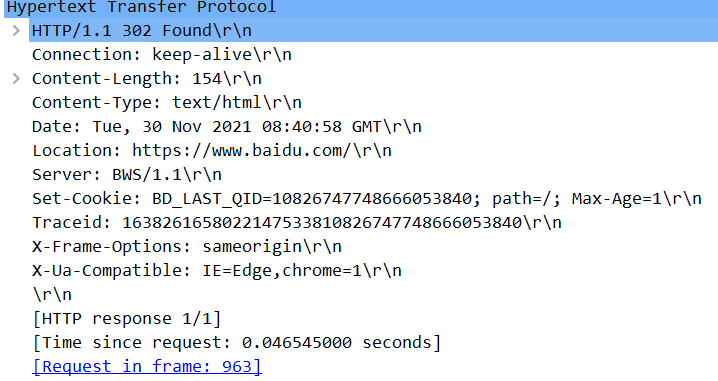 Hypertext Transfer Protocol
HTTP/1.1 302 Found\r\n
Connection: keep-alive\r\n
Content-Length: 154\r\n
Content-Type: text/html\r\n
Date: Tue, 30 Nov 2021 08:40:58 GMT\r\n
Location: https://www.baidu.com/\r\n
Server: BWS/1.1\r\n
Set-Cookie: BD_LAST_QID=10826747748666053840; path=/; Max-Age=1\r\n
Traceid: 1638261658022147533810826747748666053840\r\n
X-Frame-Options: sameorigin\r\n
X-Ua-Compatible: IE=Edge,chrome=1\r\n
\r\n
[HTTP response 1/1]
[Time since request: 0.046545000 seconds]
[Request in frame: 963]